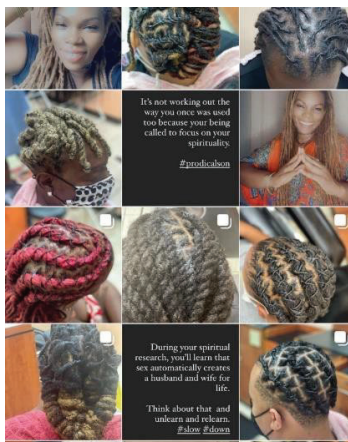 It's not working out the
way you once was used
too because your being
called to focus on your
spirituality.
#prodicalson
During your spiritual
research, you'll learn that
sex automatically creates
a husband and wife for
life.
Think about that and
unlearn and relearn.
#slow #down